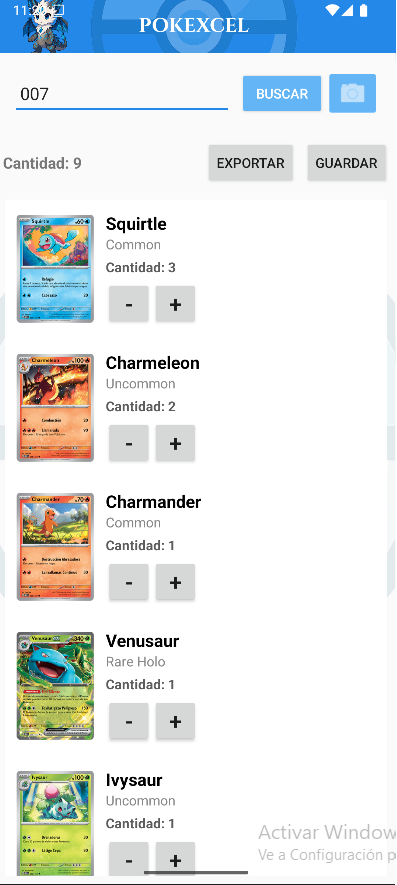 11:2
POKEXCEL
007
BUSCAR
Cantidad: 9
EXPORTAR
GUARDAR
Squirtle
Common
Cantidad: 3
- +
Charmeleon
Uncommon
Cantidad: 2
- +
Charmander
Common
Cantidad: 1
- +
Venusaur
Rare Holo
Cantidad: 1
- +
Ivysaur
Uncommon
Cantidad: 1
- +
Activar Window
Ve a Configuración p